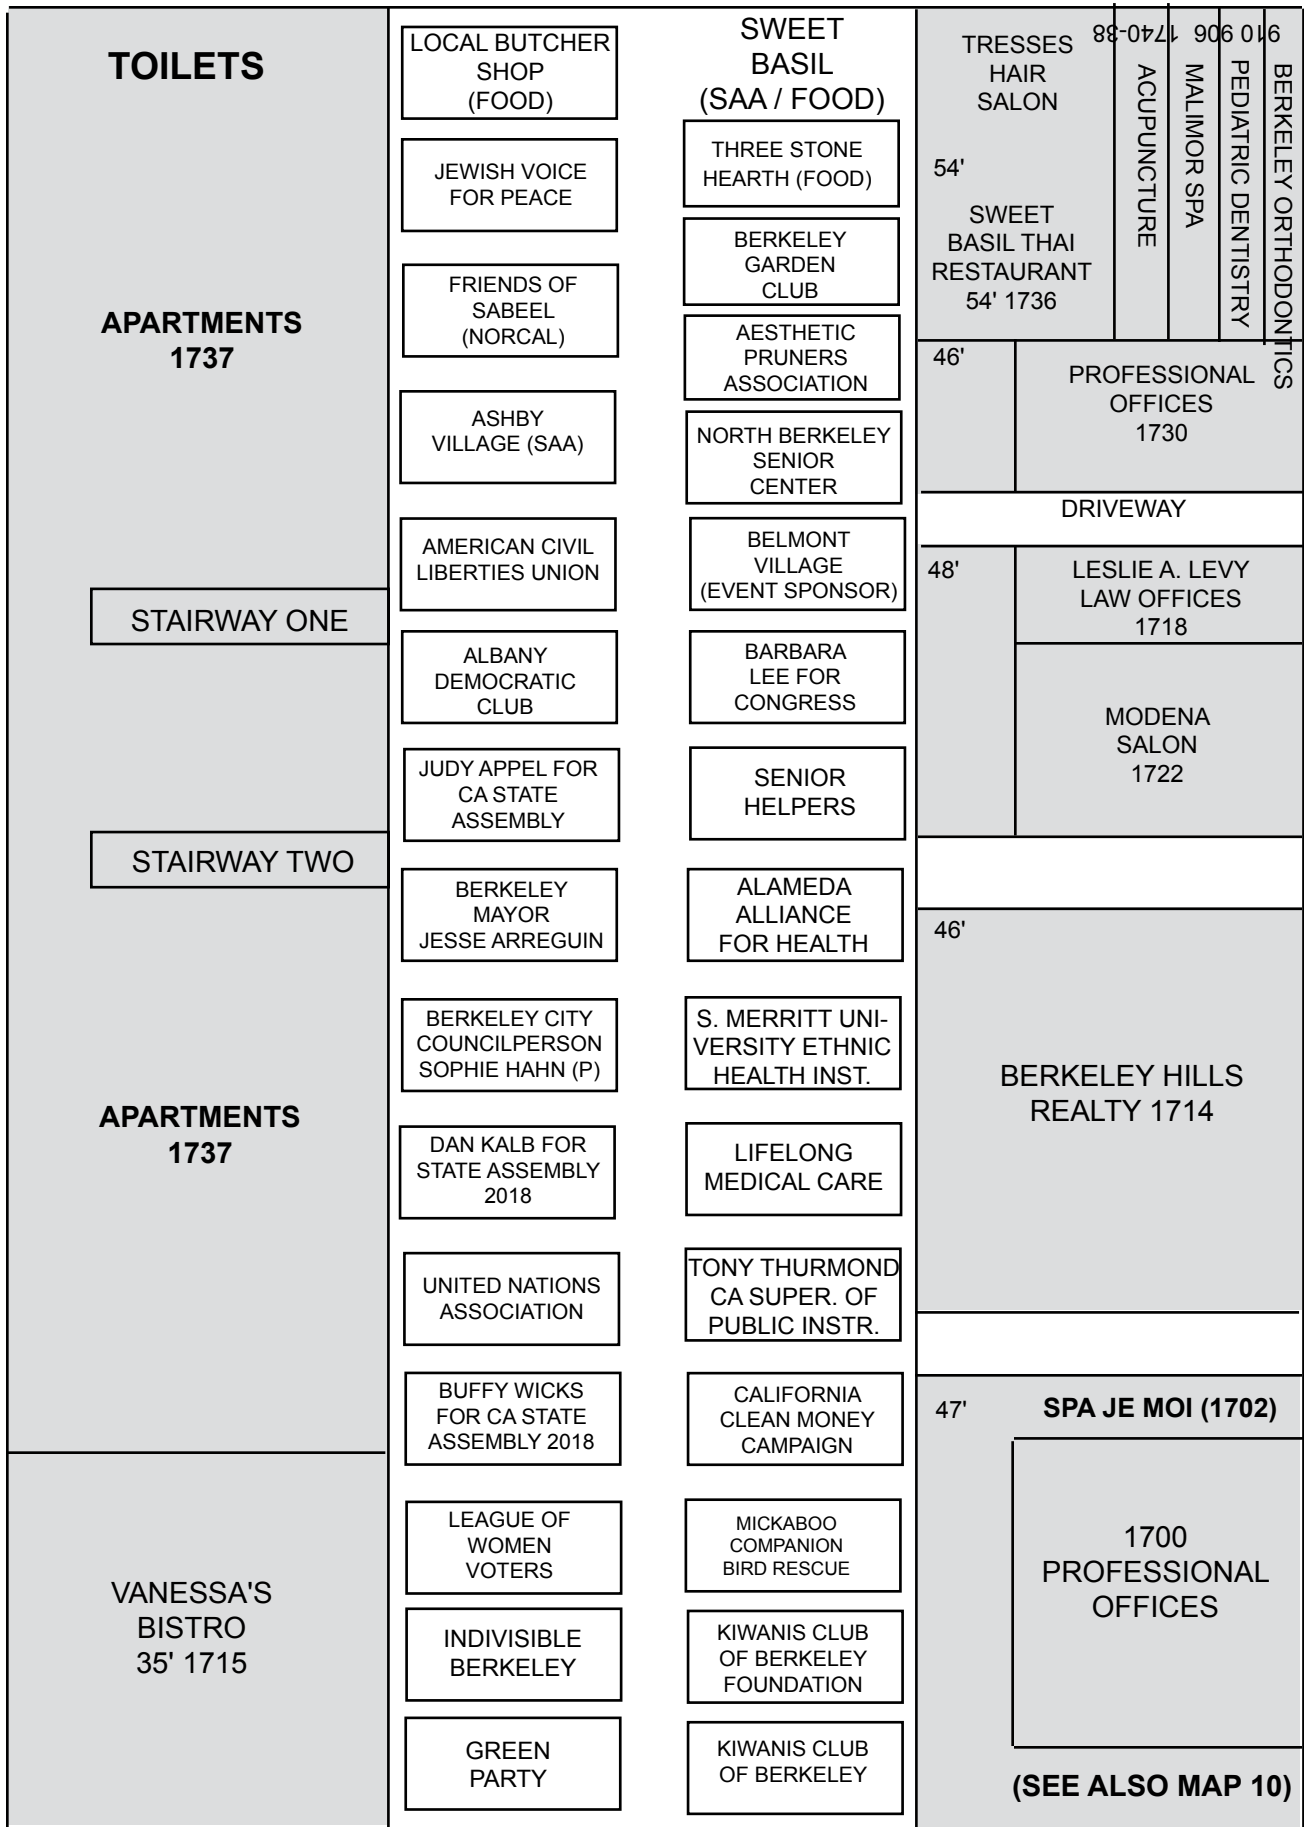 TOILETS
APARTMENTS
1737
STAIRWAY ONE
STAIRWAY TWO
APARTMENTS
1737
VANESSA'S
BISTRO
35' 1715
LOCAL BUTCHER
SHOP
(FOOD)
JEWISH VOICE
FOR PEACE
FRIENDS OF
SABEEL
(NORCAL)
ASHBY
VILLAGE (SAA)
AMERICAN CIVIL
LIBERTIES UNION
ALBANY
DEMOCRATIC
CLUB
JUDY APPEL FOR
CA STATE
ASSEMBLY
BERKELEY
MAYOR
JESSE ARREGUIN
BERKELEY CITY
COUNCILPERSON
SOPHIE HAHN (P)
DAN KALB FOR
STATE ASSEMBLY
2018
UNITED NATIONS
ASSOCIATION
BUFFY WICKS
FOR CA STATE
ASSEMBLY 2018
LEAGUE OF
WOMEN
VOTERS
INDIVISIBLE
BERKELEY
GREEN
PARTY
SWEET
BASIL
(SAA / FOOD)
THREE STONE
HEARTH (FOOD)
BERKELEY
GARDEN
CLUB
AESTHETIC
PRUNERS
ASSOCIATION
NORTH BERKELEY
SENIOR
CENTER
BELMONT
VILLAGE
(EVENT SPONSOR)
BARBARA
LEE FOR
CONGRESS
SENIOR
HELPERS
ALAMEDA
ALLIANCE
FOR HEALTH
S. MERRITT UNI-
VERSITY ETHNIC
HEALTH INST.
LIFELONG
MEDICAL CARE
TONY THURMOND
CA SUPER. OF
PUBLIC INSTR.
CALIFORNIA
CLEAN MONEY
CAMPAIGN
MICKABOO
COMPANION
BIRD RESCUE
KIWANIS CLUB
OF BERKELEY
FOUNDATION
KIWANIS CLUB
OF BERKELEY
TRESSES
HAIR
SALON
54'
SWEET
BASIL THAI
RESTAURANT
54' 1736
910 906 1740-38
ACUPUNCTURE
MALIMOR SPA
PEDIATRIC DENTISTRY
BERKELEY ORTHODONTICS
46'
PROFESSIONAL
OFFICES
1730
DRIVEWAY
48'
LESLIE A. LEVY
LAW OFFICES
1718
MODENA
SALON
1722
46'
BERKELEY HILLS
REALTY 1714
47'
SPA JE MOI (1702)
1700
PROFESSIONAL
OFFICES
(SEE ALSO MAP 10)